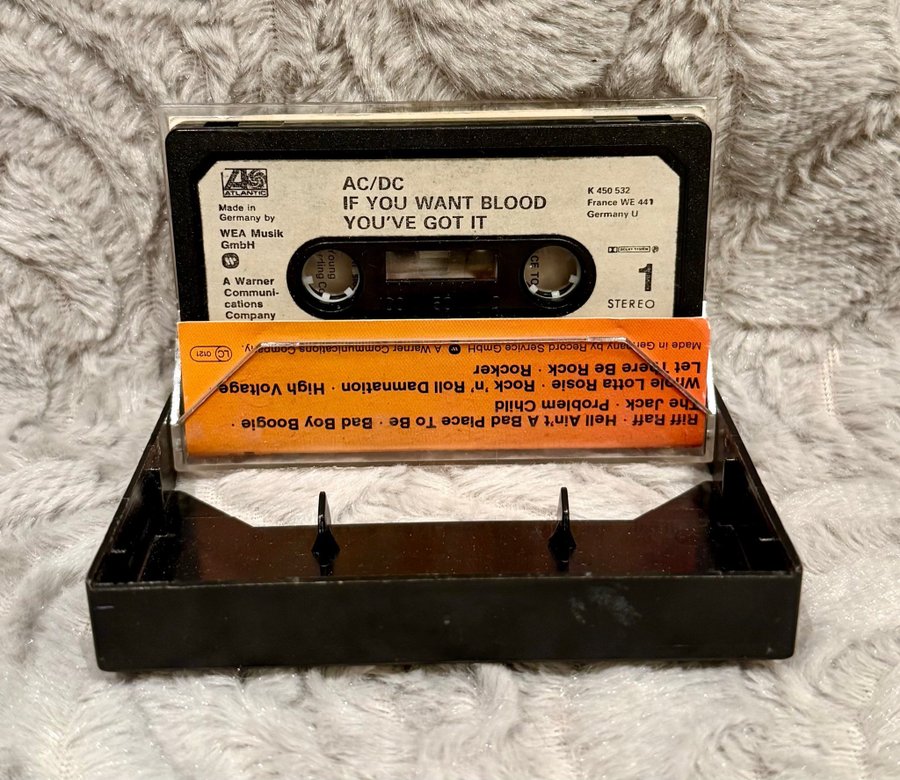 ATLANTIC
Made in
Germany by
WEA Musik
GmbH
A Warner
Communi-
cations
Company
AC/DC
IF YOU WANT BLOOD
YOU'VE GOT IT
K 450 532
France WE 441
Germany U
DOLBY SYSTEM
1
STEREO
Riff Raff · Hell Ain't A Bad Place To Be · Bad Boy Boogie ·
The Jack · Problem Child
Whole Lotta Rosie · Rock 'n' Roll Damnation · High Voltage
Let There Be Rock · Rocker
Made in Germany by Record Service GmbH · A Warner Communications Company.
LC 0121